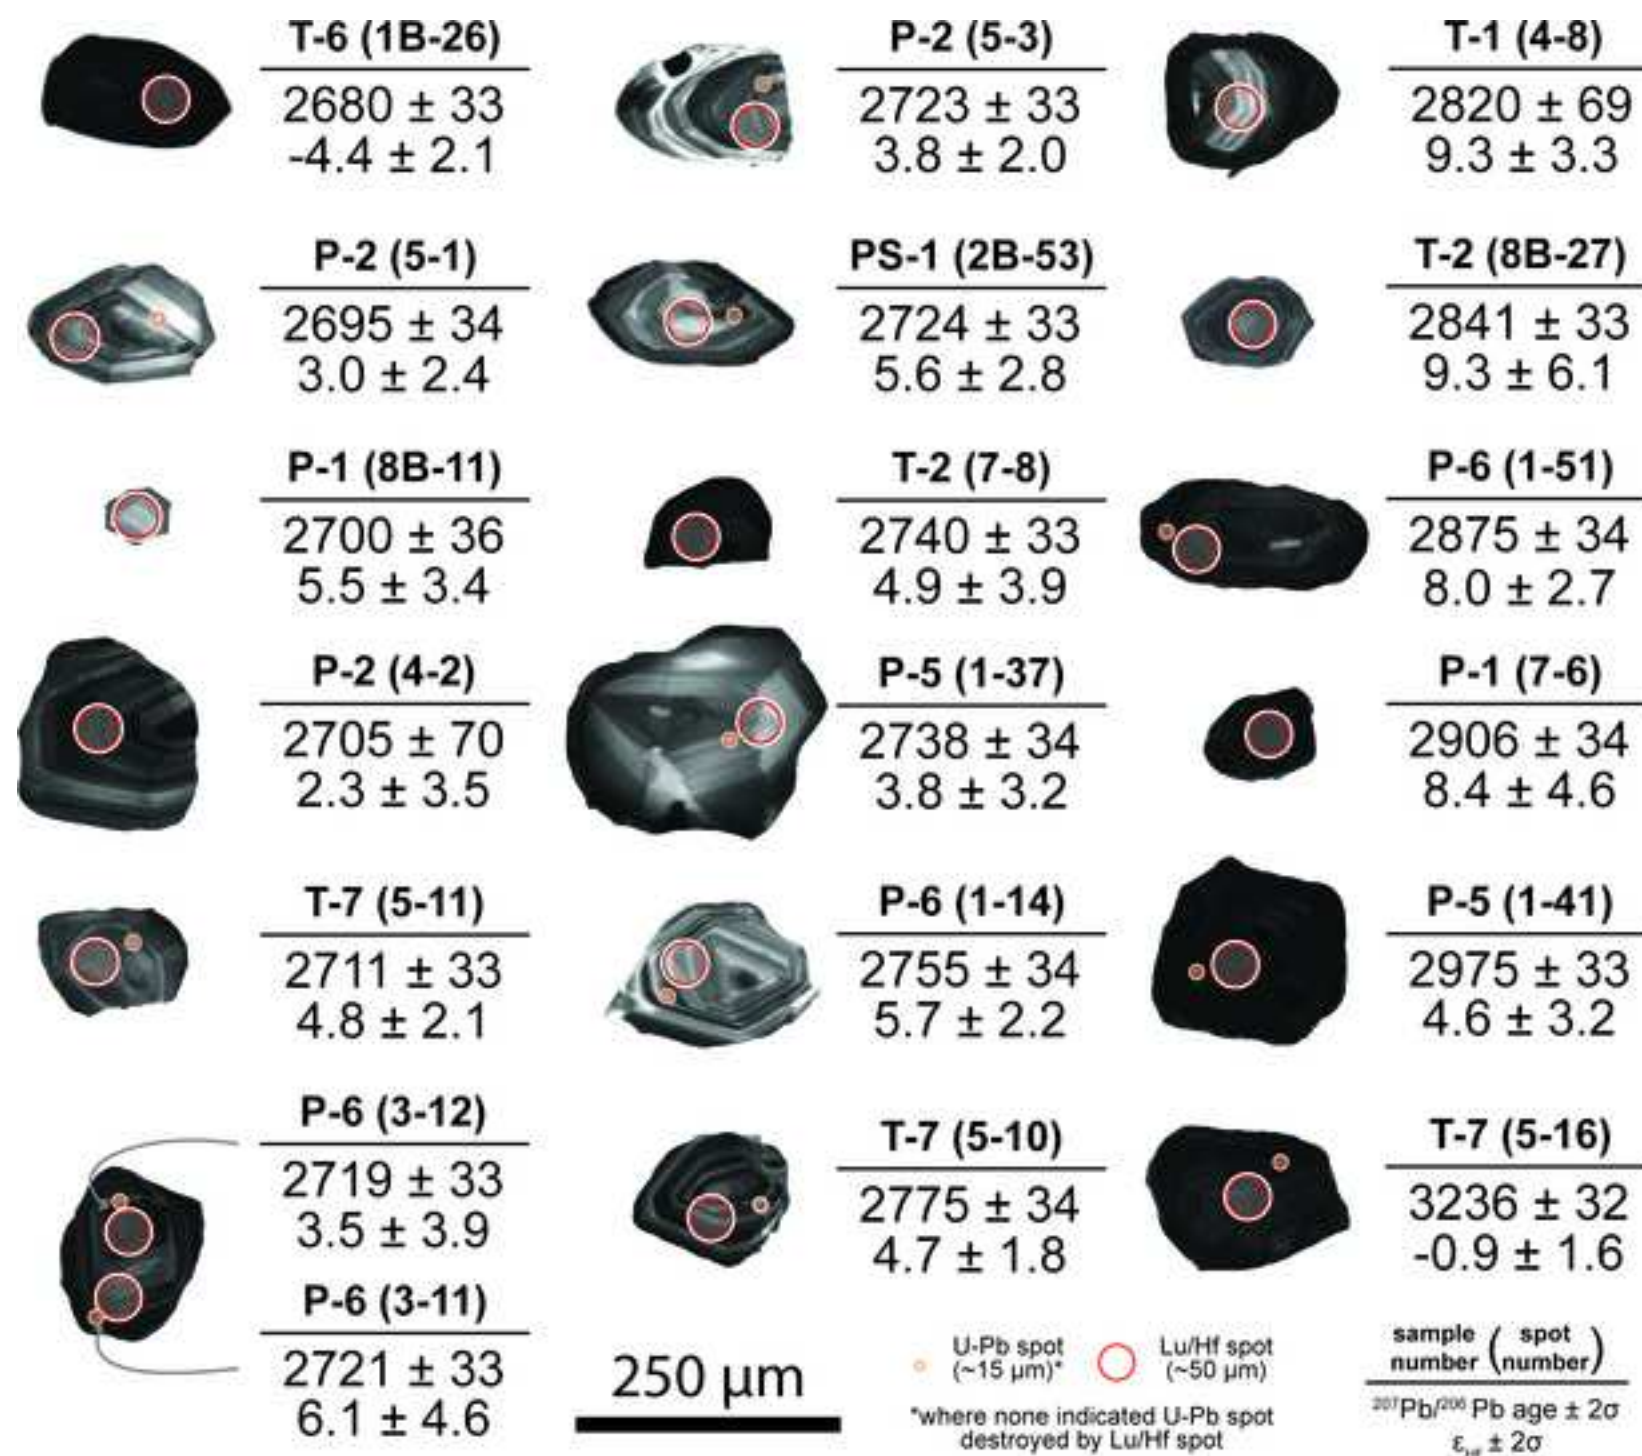 T-6 (1B-26)
2680 ± 33
-4.4 ± 2.1
P-2 (5-1)
2695 ± 34
3.0 ± 2.4
P-1 (8B-11)
2700 ± 36
5.5 ± 3.4
P-2 (4-2)
2705 ± 70
2.3 ± 3.5
T-7 (5-11)
2711 ± 33
4.8 ± 2.1
P-6 (3-12)
2719 ± 33
3.5 ± 3.9
P-6 (3-11)
2721 ± 33
6.1 ± 4.6
P-2 (5-3)
2723 ± 33
3.8 ± 2.0
PS-1 (2B-53)
2724 ± 33
5.6 ± 2.8
T-2 (7-8)
2740 ± 33
4.9 ± 3.9
P-5 (1-37)
2738 ± 34
3.8 ± 3.2
P-6 (1-14)
2755 ± 34
5.7 ± 2.2
T-7 (5-10)
2775 ± 34
4.7 ± 1.8
T-1 (4-8)
2820 ± 69
9.3 ± 3.3
T-2 (8B-27)
2841 ± 33
9.3 ± 6.1
P-6 (1-51)
2875 ± 34
8.0 ± 2.7
P-1 (7-6)
2906 ± 34
8.4 ± 4.6
P-5 (1-41)
2975 ± 33
4.6 ± 3.2
T-7 (5-16)
3236 ± 32
-0.9 ± 1.6
250 μm
U-Pb spot
(~15 μm)*
Lu/Hf spot
(~50 μm)
*where none indicated U-Pb spot
destroyed by Lu/Hf spot
sample number (spot number)
²⁰⁷Pb/²⁰⁶ Pb age ± 2σ
εHf ± 2σ